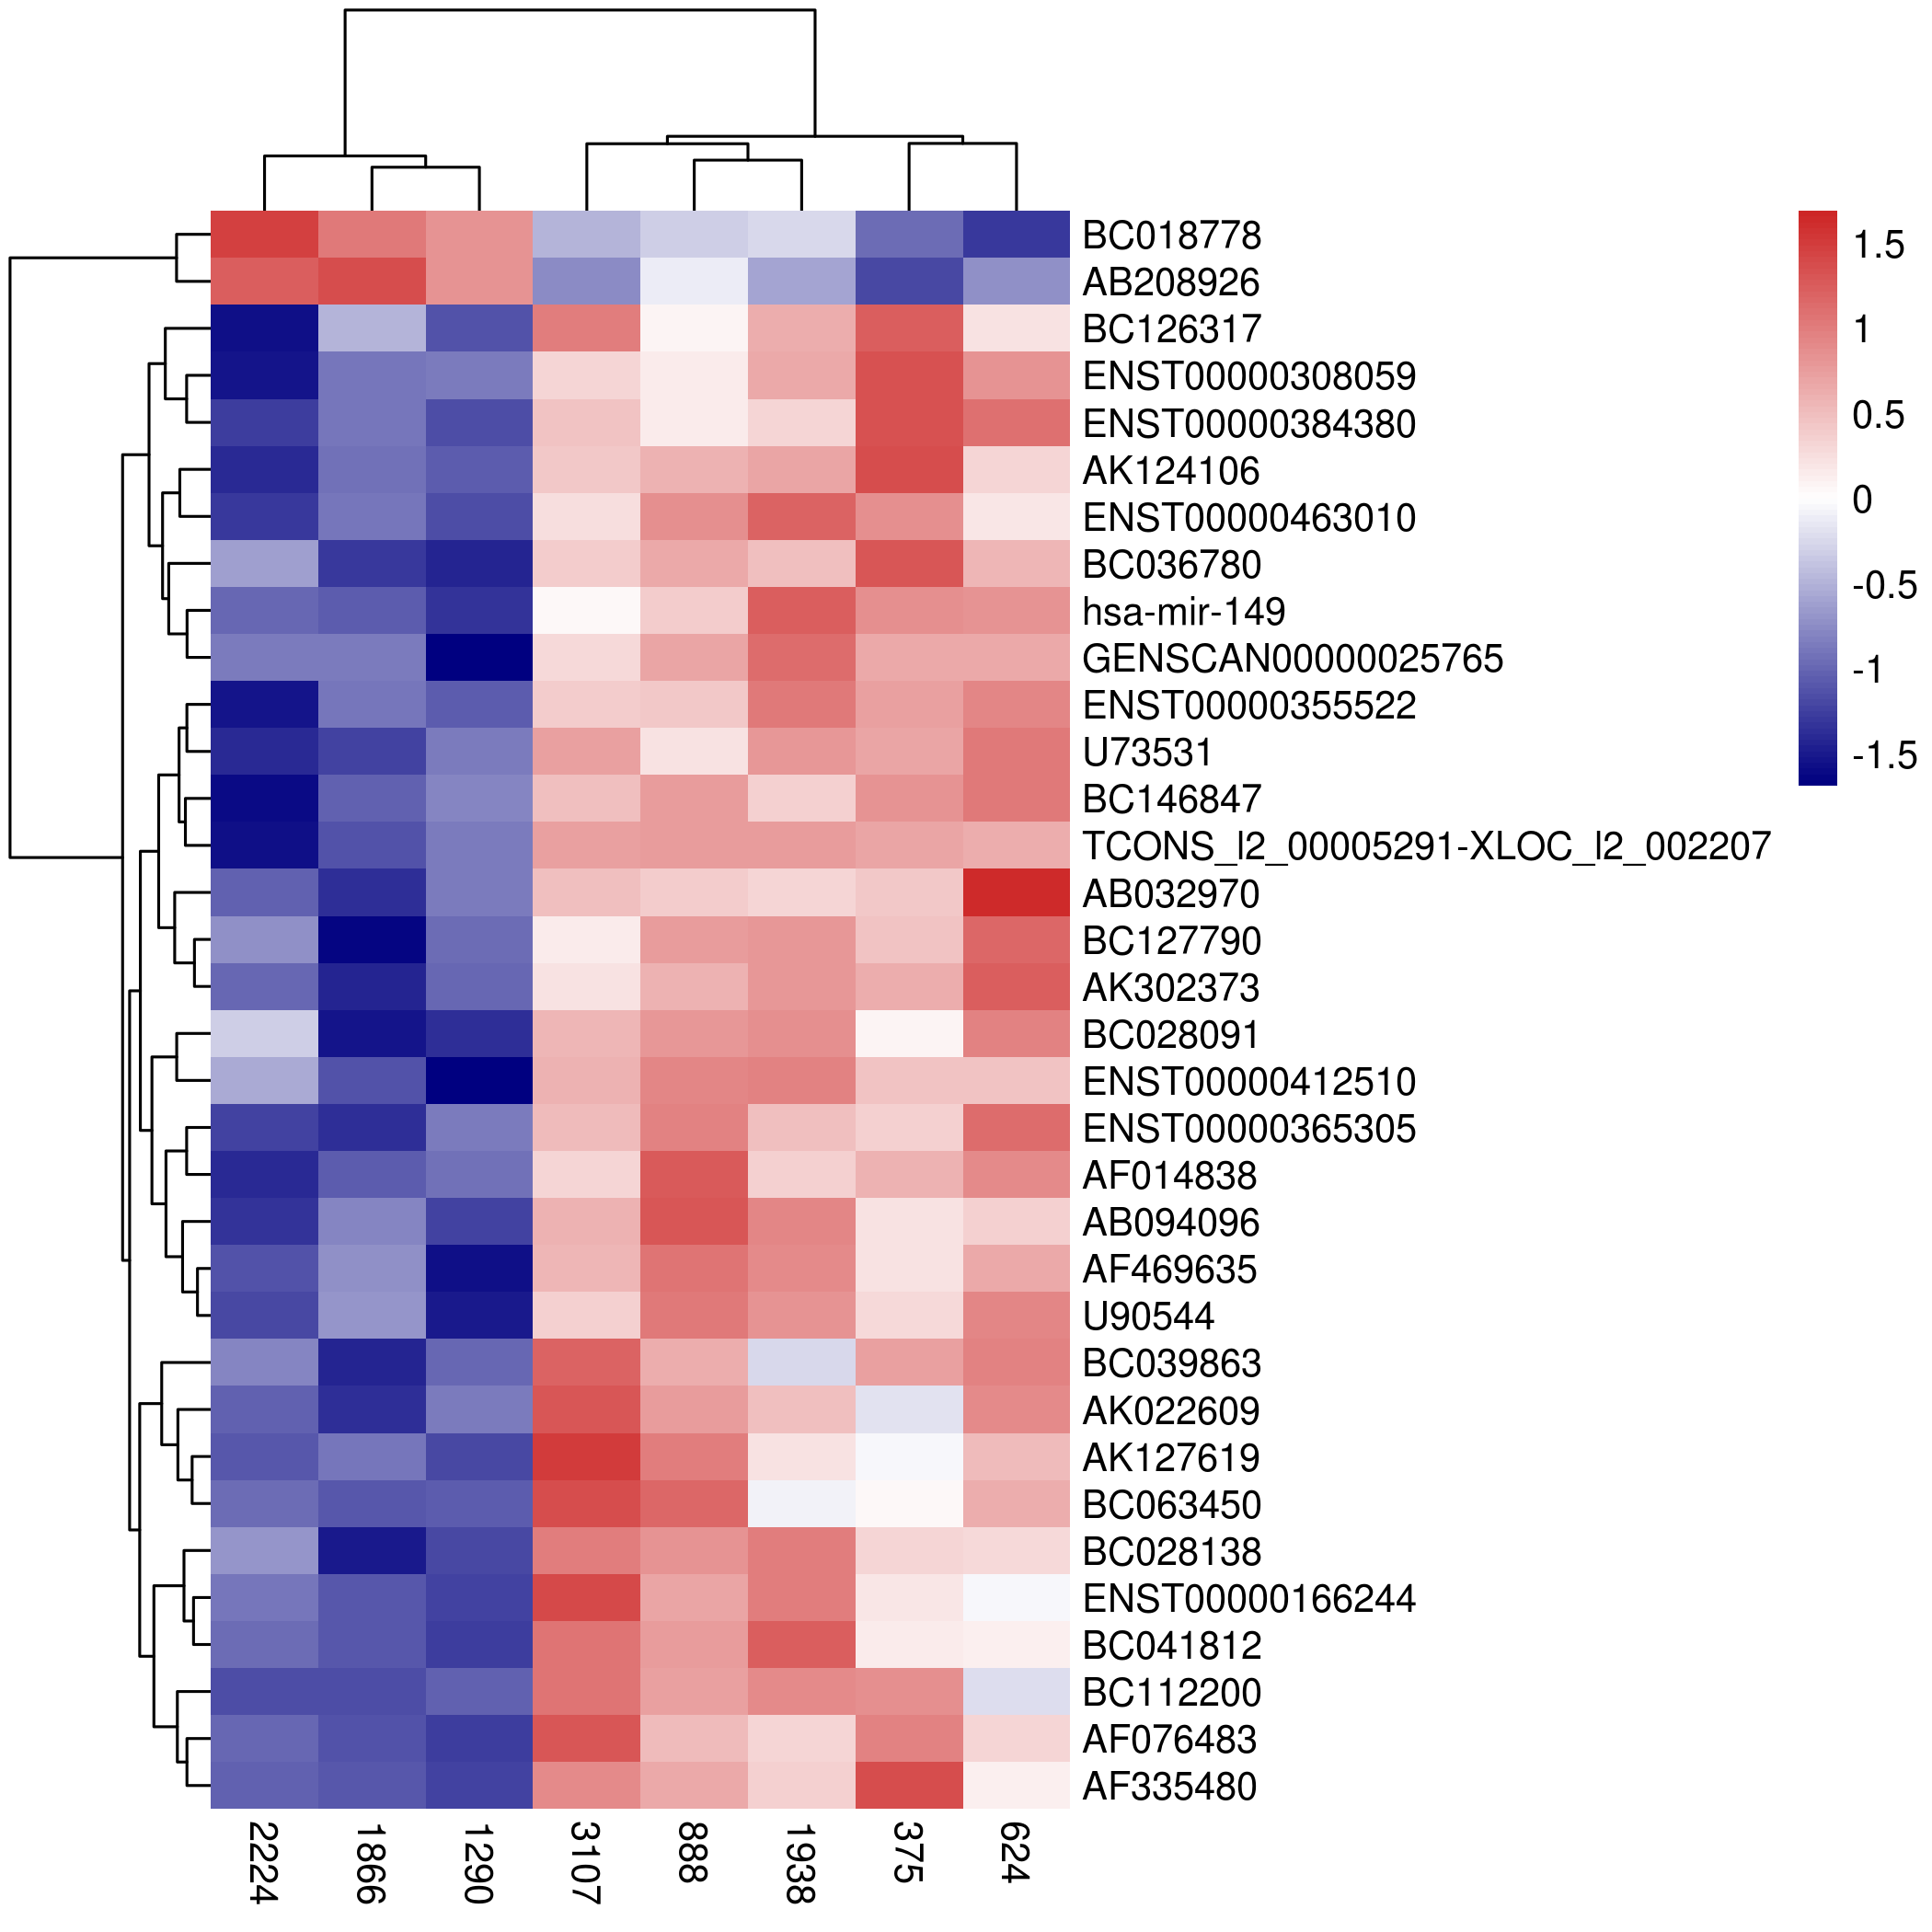 BC018778
AB208926
BC126317
ENST00000308059
ENST00000384380
AK124106
ENST00000463010
BC036780
hsa-mir-149
GENSCAN00000025765
ENST00000355522
U73531
BC146847
TCONS_l2_00005291-XLOC_l2_002207
AB032970
BC127790
AK302373
BC028091
ENST00000412510
ENST00000365305
AF014838
AB094096
AF469635
U90544
BC039863
AK022609
AK127619
BC063450
BC028138
ENST00000166244
BC041812
BC112200
AF076483
AF335480
2224
1866
1290
3107
888
1938
375
624
1.5
1
0.5
0
-0.5
-1
-1.5